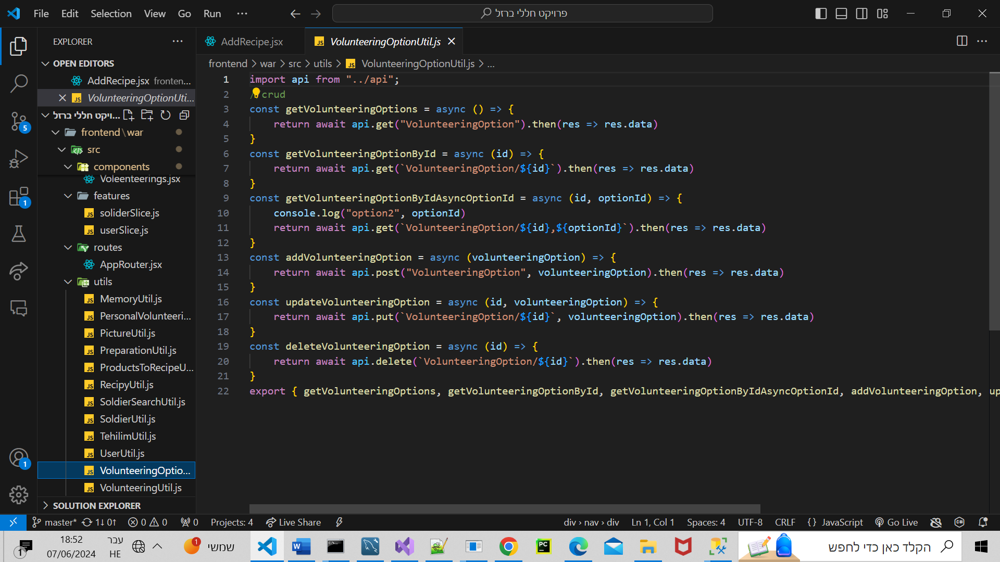 File Edit Selection View Go Run ···
פרויקט חללי ברזל
EXPLORER
OPEN EDITORS
AddRecipe.jsx fronten...
VolunteeringOptionUti...
ויקט חללי ברזל...
frontend\war
src
components
Voleenteerings.jsx
features
soliderSlice.js
userSlice.js
routes
AppRouter.jsx
utils
MemoryUtil.js
PersonalVolunteeri...
PictureUtil.js
PreparationUtil.js
ProductsToRecipeU...
RecipyUtil.js
SoldierSearchUtil.js
SoldierUtil.js
TehilimUtil.js
UserUtil.js
VolunteeringOptio...
VolunteeringUtil.js
SOLUTION EXPLORER
5
1
1
AddRecipe.jsx
VolunteeringOptionUtil.js
frontend > war > src > utils > JS VolunteeringOptionUtil.js > ...
1 import api from "../api";
2 //crud
3 const getVolunteeringOptions = async () => {
4 return await api.get("VolunteeringOption").then(res => res.data)
5 }
6 const getVolunteeringOptionById = async (id) => {
7 return await api.get(`VolunteeringOption/${id}`).then(res => res.data)
8 }
9 const getVolunteeringOptionByIdAsyncOptionId = async (id, optionId) => {
10 console.log("option2", optionId)
11 return await api.get(`VolunteeringOption/${id},${optionId}`).then(res => res.data)
12 }
13 const addVolunteeringOption = async (volunteeringOption) => {
14 return await api.post("VolunteeringOption", volunteeringOption).then(res => res.data)
15 }
16 const updateVolunteeringOption = async (id, volunteeringOption) => {
17 return await api.put(`VolunteeringOption/${id}`, volunteeringOption).then(res => res.data)
18 }
19 const deleteVolunteeringOption = async (id) => {
20 return await api.delete(`VolunteeringOption/${id}`).then(res => res.data)
21 }
22 export { getVolunteeringOptions, getVolunteeringOptionById, getVolunteeringOptionByIdAsyncOptionId, addVolunteeringOption, up
master* 1↓ 0↑ 0 0 0 Projects: 4 Live Share div › nav › div Ln 1, Col 1 Spaces: 4 UTF-8 CRLF {} JavaScript Go Live
18:52
07/06/2024
עבר
HE
1
1
שמשי
הקלד כאן כדי לחפש